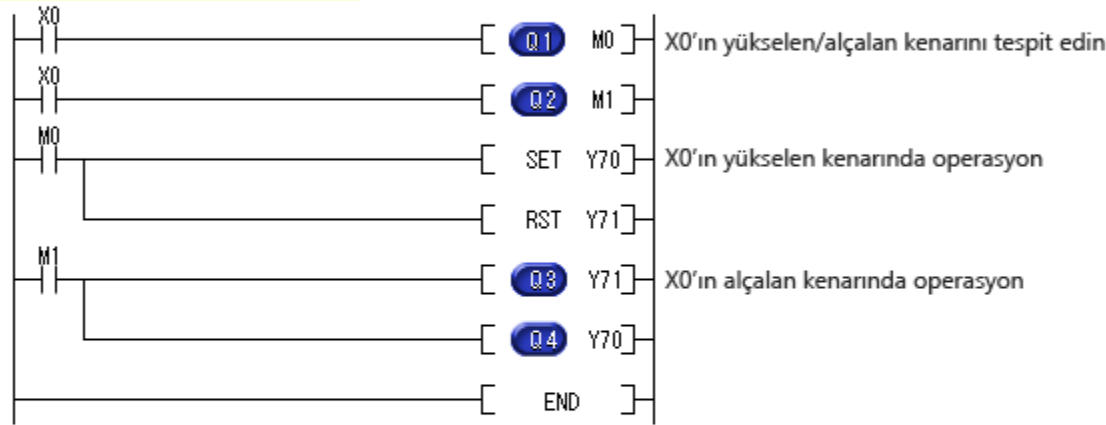 X0
Q1 M0 X0'ın yükselen/alçalan kenarını tespit edin
X0
Q2 M1
M0
SET Y70 X0'ın yükselen kenarında operasyon
RST Y71
M1
Q3 Y71 X0'ın alçalan kenarında operasyon
Q4 Y70
END